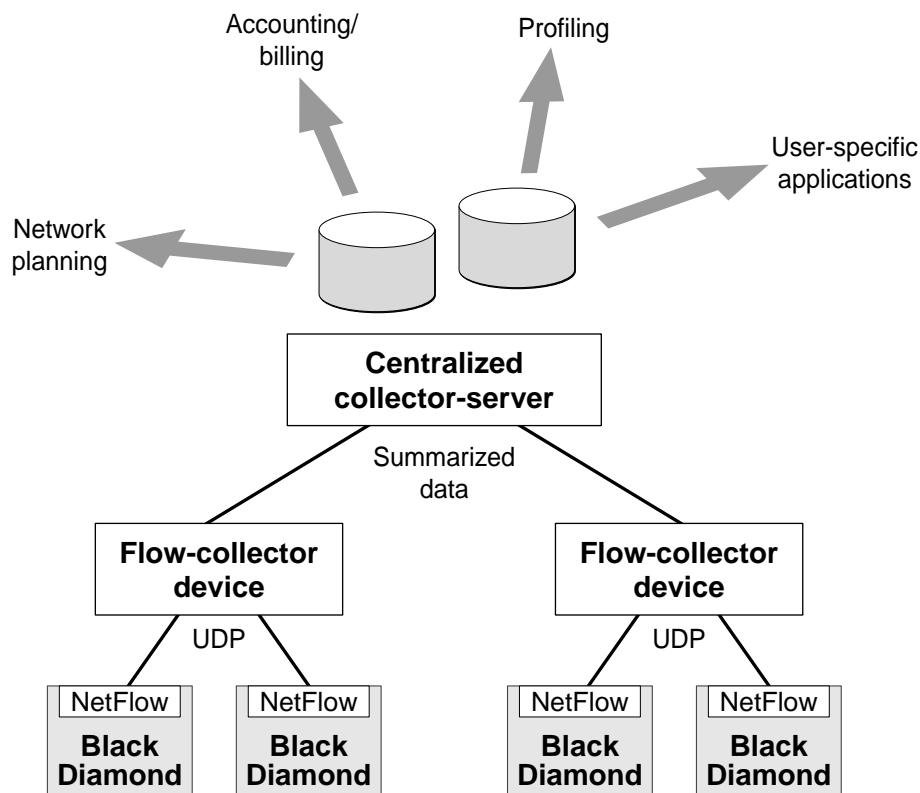 Accounting/
billing
Profiling
User-specific
applications
Network
planning
Centralized
collector-server
Summarized
data
Flow-collector
device
Flow-collector
device
UDP
UDP
NetFlow
NetFlow
NetFlow
NetFlow
Black
Diamond
Black
Diamond
Black
Diamond
Black
Diamond